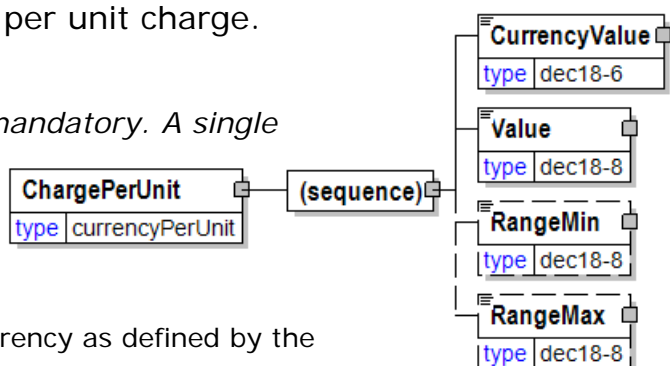 per unit charge.
CurrencyValue
type dec18-6
mandatory. A single
Value
type dec18-8
ChargePerUnit
type currencyPerUnit
(sequence)
RangeMin
type dec18-8
RangeMax
type dec18-8
rency as defined by the